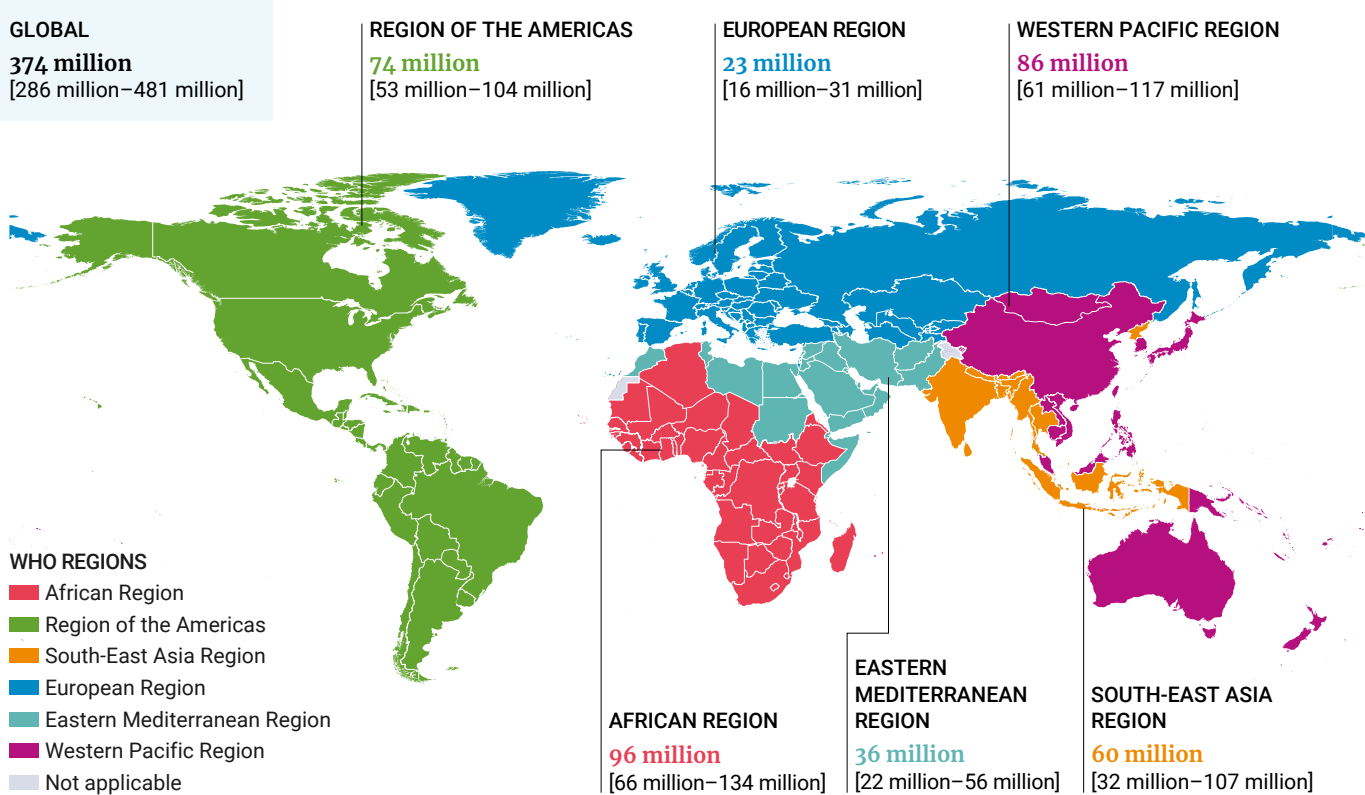 GLOBAL
374 million
[286 million–481 million]
REGION OF THE AMERICAS
74 million
[53 million–104 million]
EUROPEAN REGION
23 million
[16 million–31 million]
WESTERN PACIFIC REGION
86 million
[61 million–117 million]
WHO REGIONS
African Region
Region of the Americas
South-East Asia Region
European Region
Eastern Mediterranean Region
Western Pacific Region
Not applicable
AFRICAN REGION
96 million
[66 million–134 million]
EASTERN
MEDITERRANEAN
REGION
36 million
[22 million–56 million]
SOUTH-EAST ASIA
REGION
60 million
[32 million–107 million]